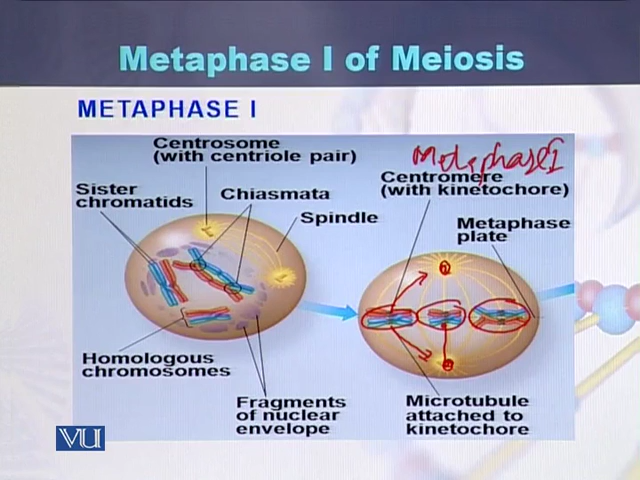 Metaphase I of Meiosis
METAPHASE I
Centrosome
(with centriole pair)
Metaphase I
Sister
chromatids
Chiasmata
Centromere
(with kinetochore)
Spindle
Metaphase
plate
Homologous
chromosomes
Fragments
of nuclear
envelope
Microtubule
attached to
kinetochore
VU